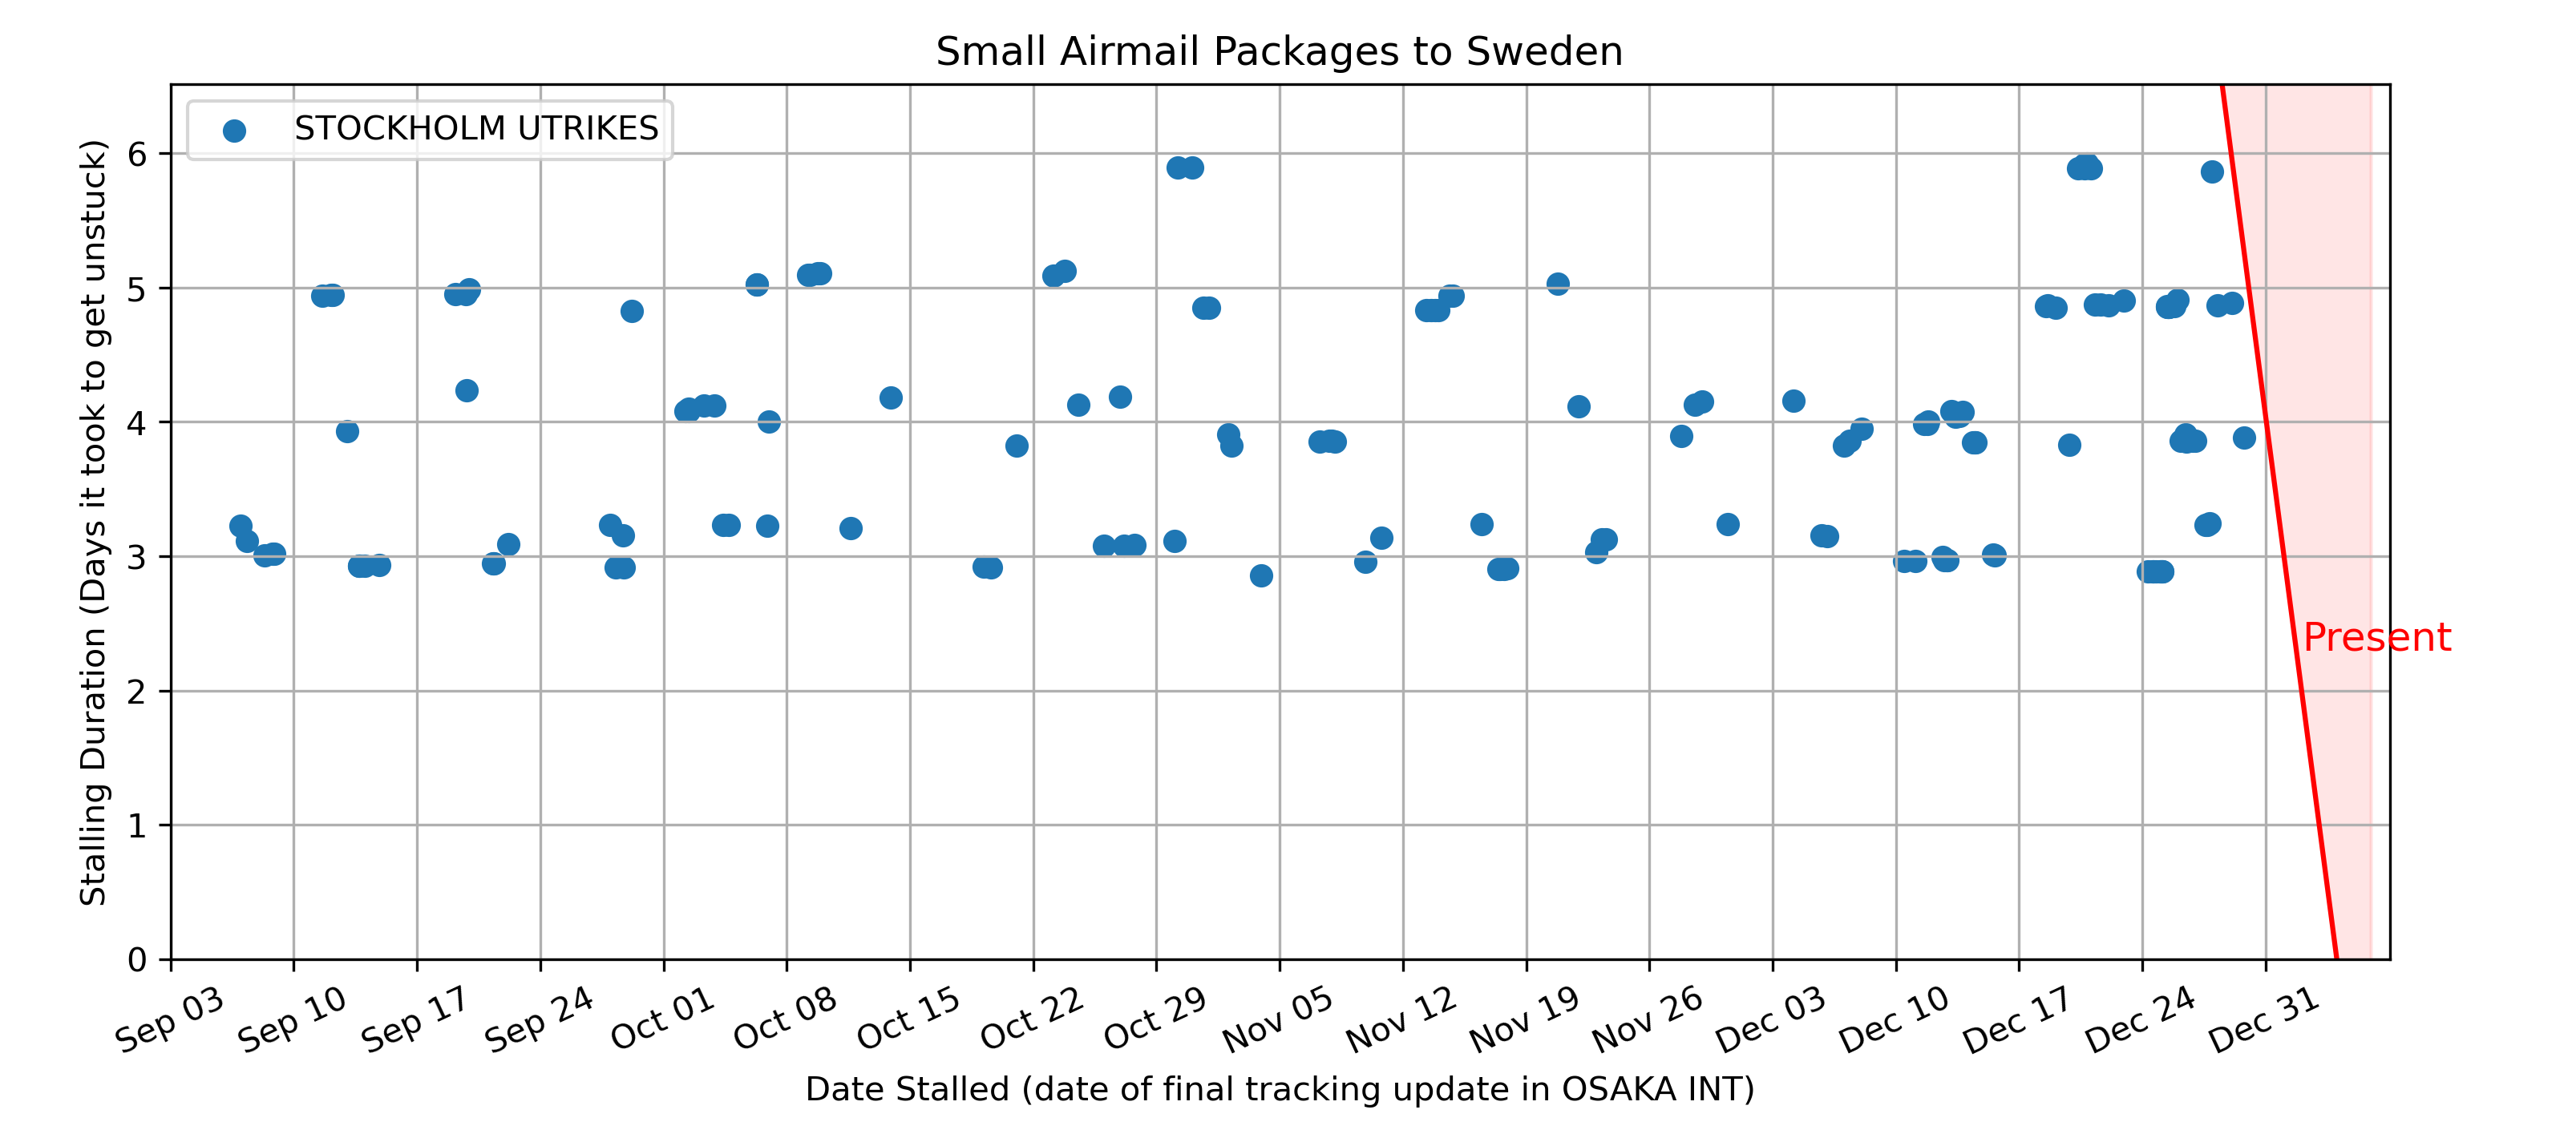 Small Airmail Packages to Sweden
STOCKHOLM UTRIKES
Stalling Duration (Days it took to get unstuck)
6
5
4
3
2
1
0
Present
Sep 03
Sep 10
Sep 17
Sep 24
Oct 01
Oct 08
Oct 15
Oct 22
Oct 29
Nov 05
Nov 12
Nov 19
Nov 26
Dec 03
Dec 10
Dec 17
Dec 24
Dec 31
Date Stalled (date of final tracking update in OSAKA INT)